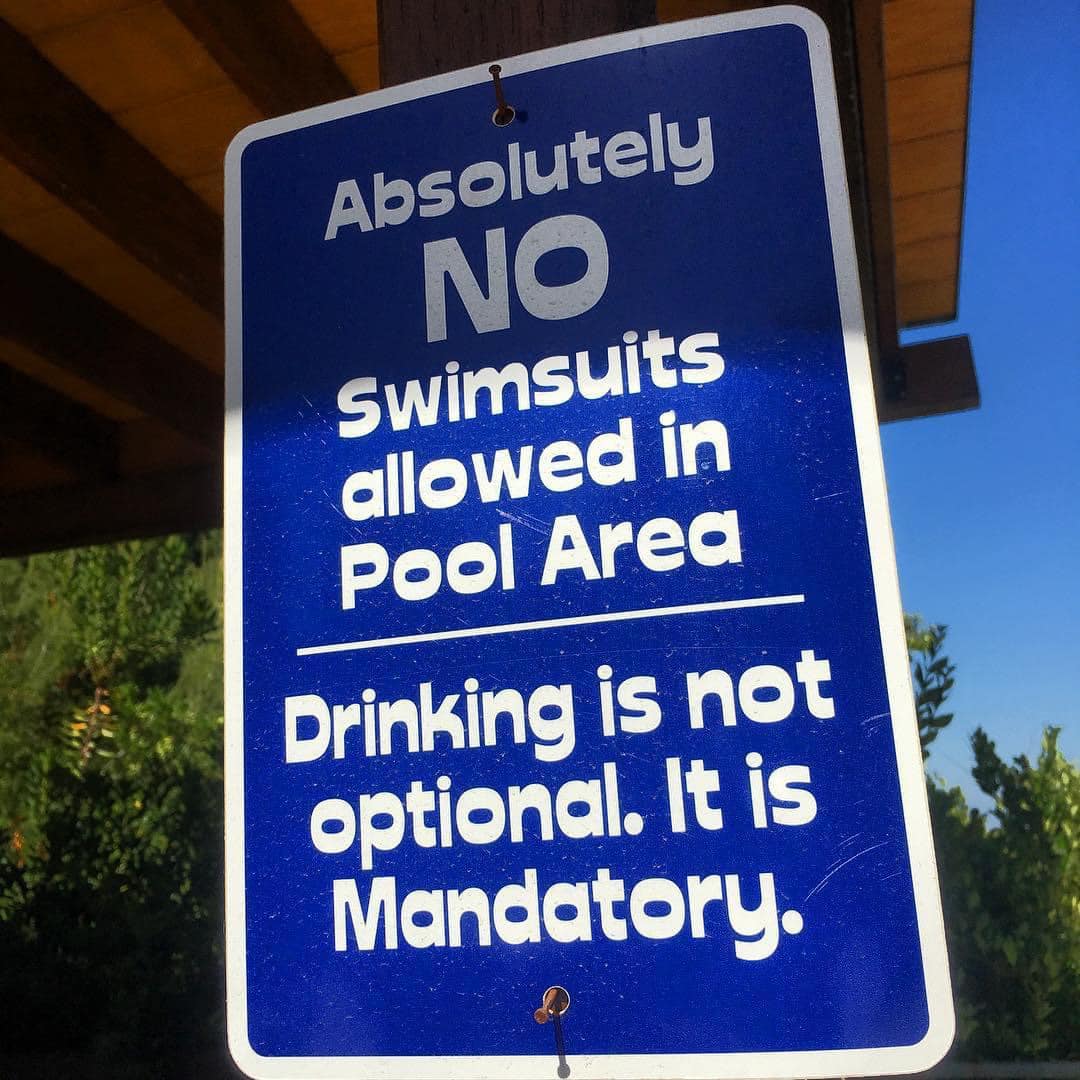 Absolutely
NO
Swimsuits
allowed in
Pool Area
Drinking is not
optional. It is
Mandatory.